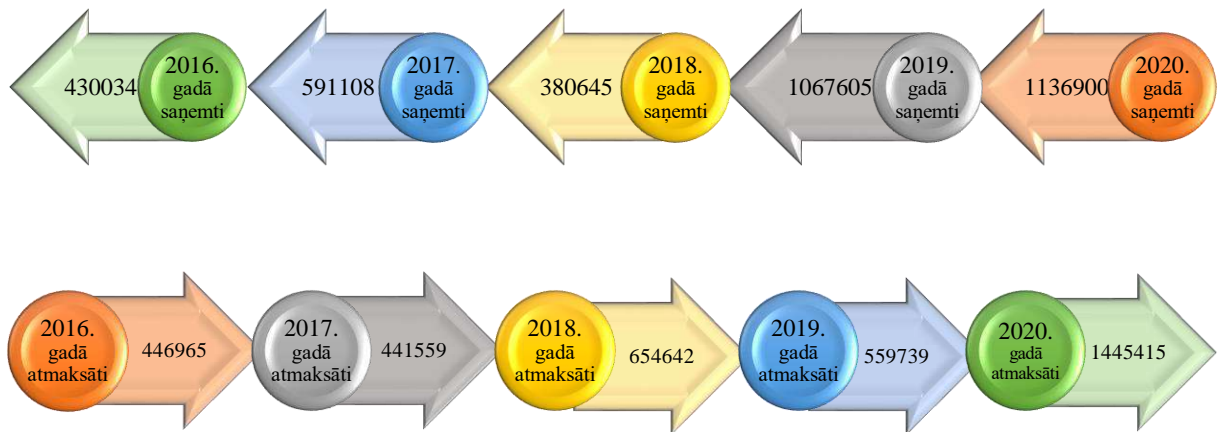 430034
2016.
gadā
saņemti
591108
2017.
gadā
saņemti
380645
2018.
gadā
saņemti
1067605
2019.
gadā
saņemti
1136900
2020.
gadā
saņemti
2016.
gadā
atmaksāti
446965
2017.
gadā
atmaksāti
441559
2018.
gadā
atmaksāti
654642
2019.
gadā
atmaksāti
559739
2020.
gadā
atmaksāti
1445415